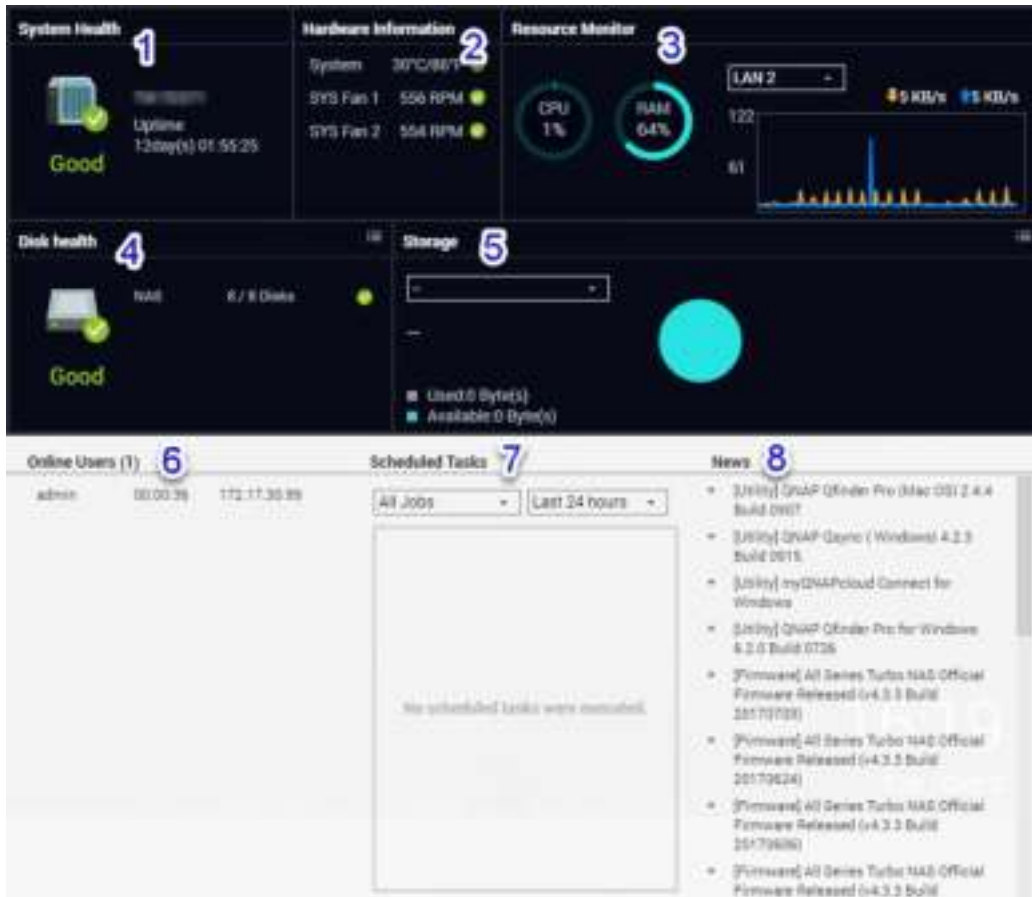 System Health 1
Good
Uptime
12day(s) 01:55:25
Hardware Information 2
System
SYS Fan 1 556 RPM
SYS Fan 2 554 RPM
Resource Monitor 3
CPU
1%
RAM
64%
LAN 2
5 KB/s 5 KB/s
122
61
Disk health 4
NAS 8 / 8 Disks
Good
Storage 5
--
--
Used:0 Byte(s)
Available:0 Byte(s)
Online Users (1) 6
admin 00:00:36
Scheduled Tasks 7
All Jobs Last 24 hours
No scheduled tasks were executed.
News 8
[Utility] QNAP Qfinder Pro (Mac OS) 2.4.4
Build 0907
[Utility] QNAP Qsync ( Windows) 4.2.3
Build 0915
[Utility] myQNAPcloud Connect for
Windows
[Utility] QNAP Qfinder Pro for Windows
6.2.0 Build 0726
[Firmware] All Series Turbo NAS Official
Firmware Released (v4.3.3 Build
20170703)
[Firmware] All Series Turbo NAS Official
Firmware Released (v4.3.3 Build
20170624)
[Firmware] All Series Turbo NAS Official
Firmware Released (v4.3.3 Build
20170606)
[Firmware] All Series Turbo NAS Official
Firmware Released (v4.3.3 Build